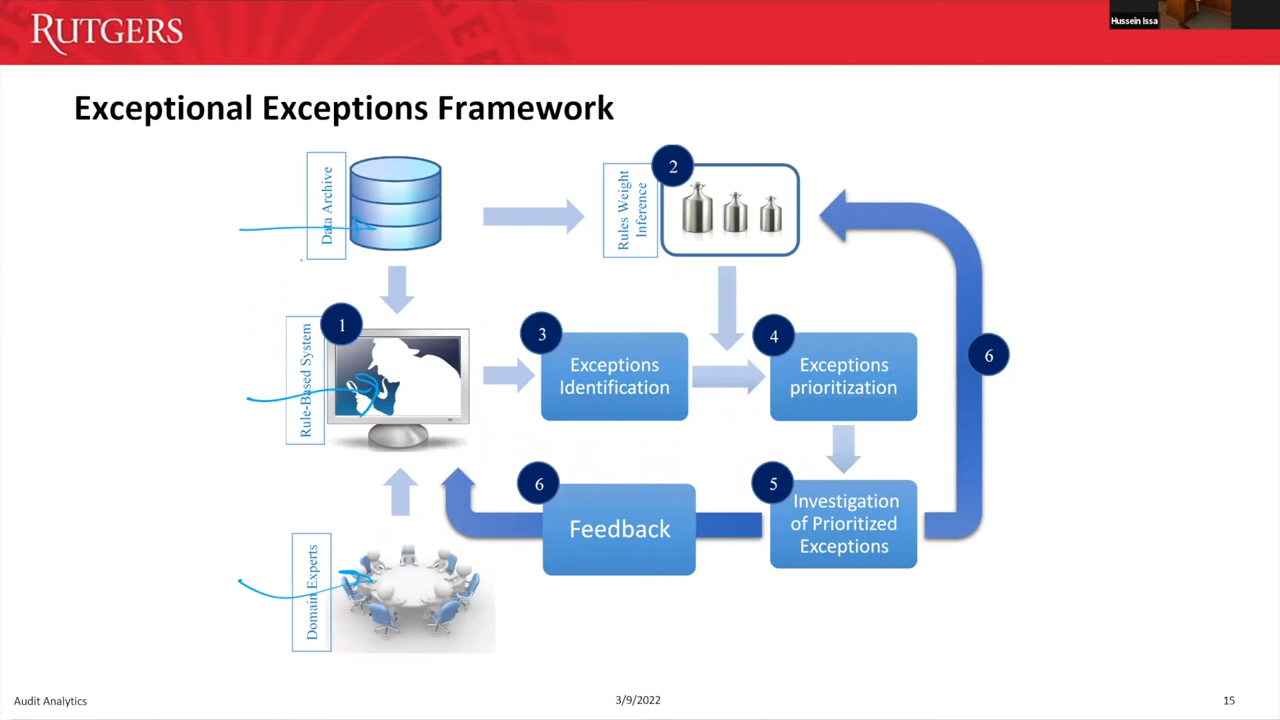 RUTGERS
Hussein Issa
Exceptional Exceptions Framework
Data Archive
Rules Weight
Inference
2
Rule-Based System
1
3
Exceptions
Identification
4
Exceptions
prioritization
6
Domain Experts
6
Feedback
5
Investigation
of Prioritized
Exceptions
Audit Analytics
3/9/2022
15